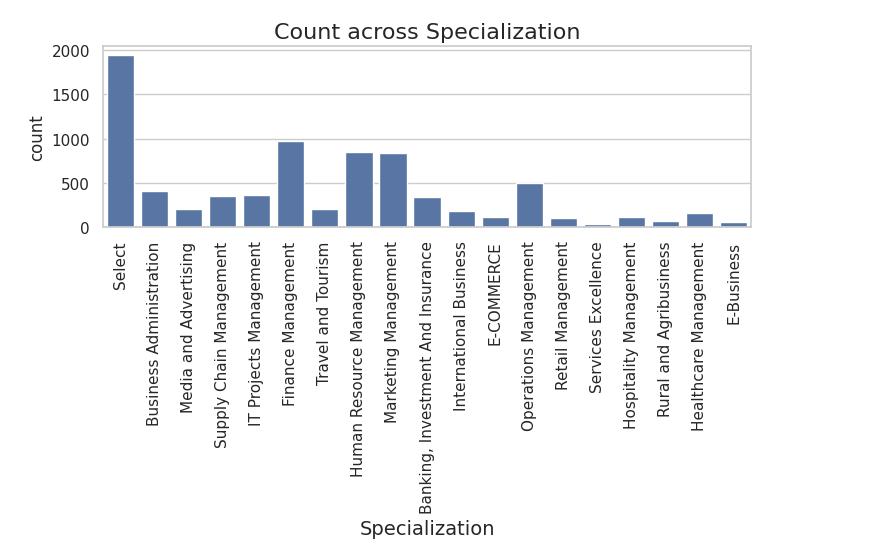 Count across Specialization
2000
1500
1000
500
0
count
Select
Business Administration
Media and Advertising
Supply Chain Management
IT Projects Management
Finance Management
Travel and Tourism
Human Resource Management
Marketing Management
Banking, Investment And Insurance
International Business
E-COMMERCE
Operations Management
Retail Management
Services Excellence
Hospitality Management
Rural and Agribusiness
Healthcare Management
E-Business
Specialization